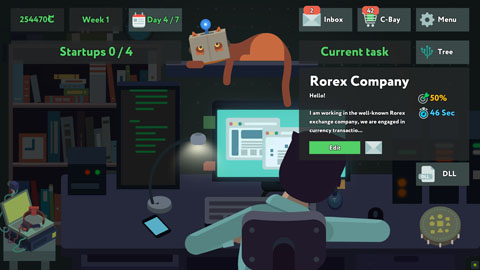 254470₾
Week 1
Day 4 / 7
2
Inbox
42
C-Bay
Menu
Startups 0 / 4
Current task
Tree
Rorex Company
Hello!
50%
46 Sec
I am working in the well-known Rorex
exchange company, we are engaged in
currency transactio...
Edit
DLL